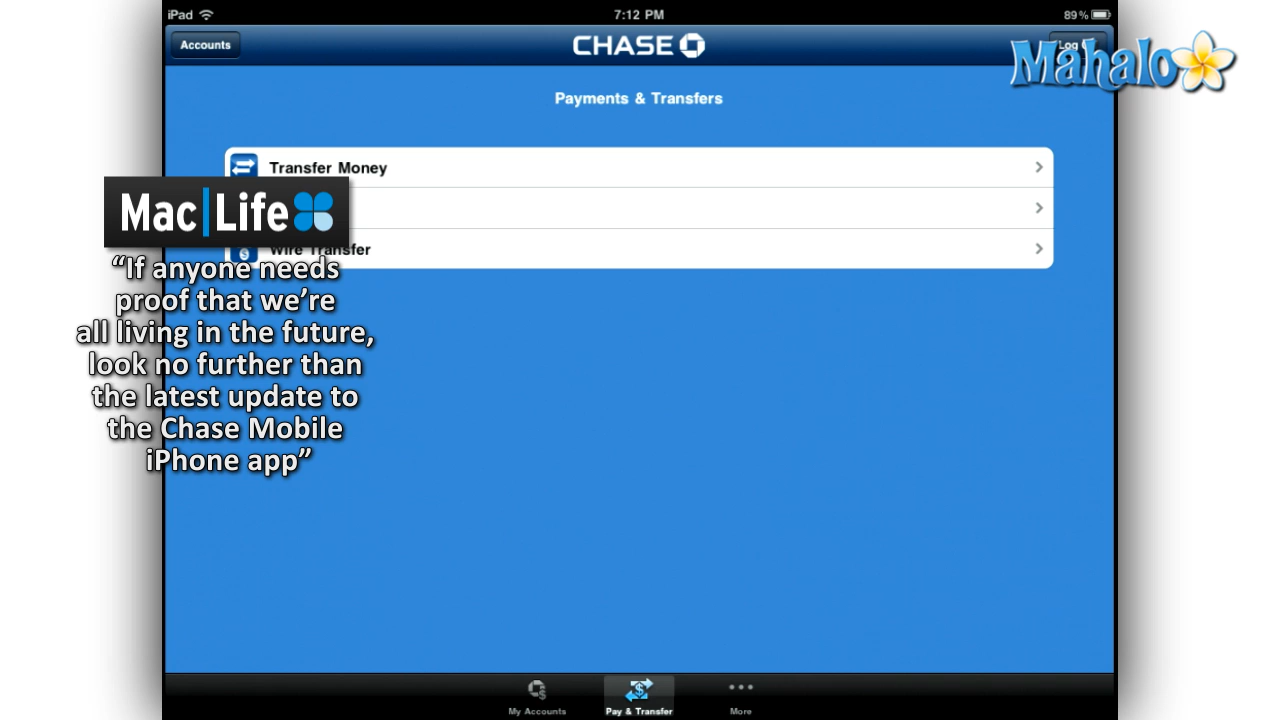 iPad
7:12 PM
89%
Accounts
CHASE
Log
Mahalo
Payments & Transfers
Transfer Money
Mac|Life
Wire Transfer
“If anyone needs
proof that we’re
all living in the future,
look no further than
the latest update to
the Chase Mobile
iPhone app”
My Accounts
Pay & Transfer
More